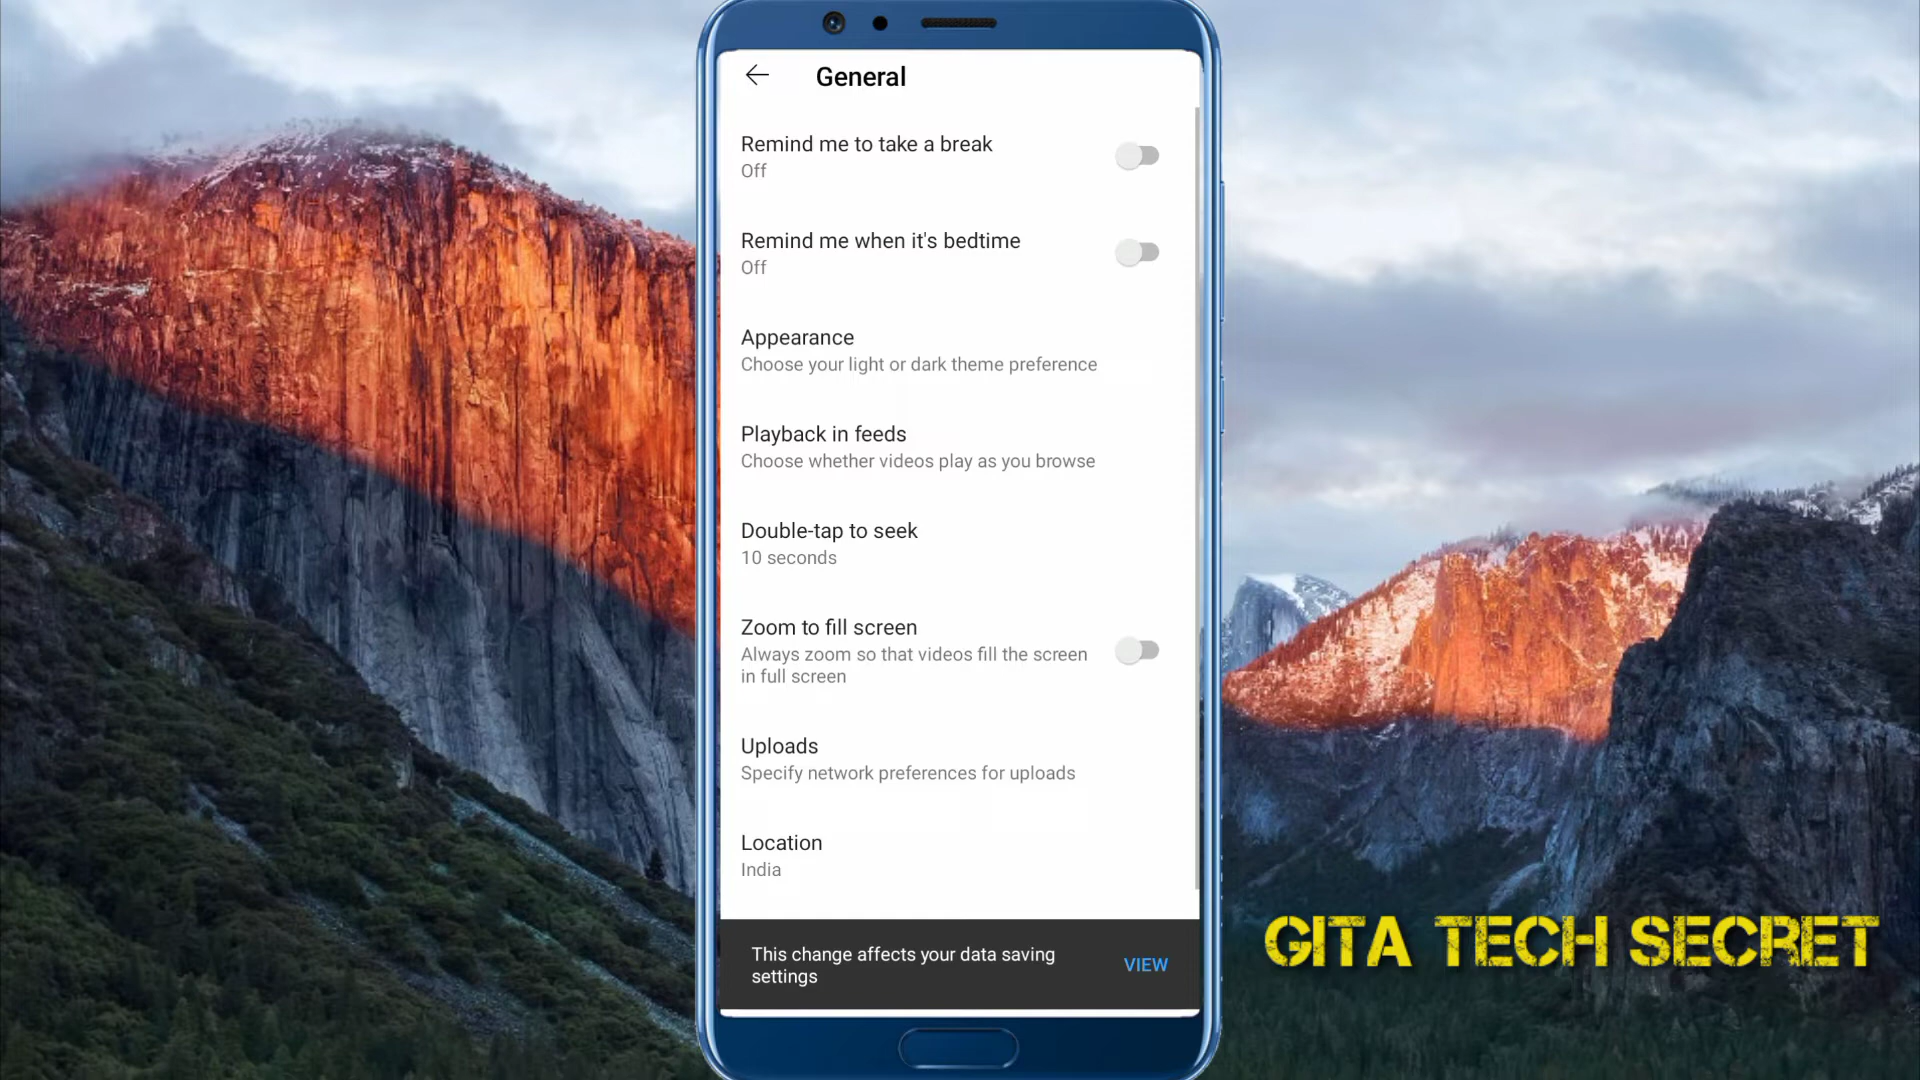 General
Remind me to take a break
Off
Remind me when it's bedtime
Off
Appearance
Choose your light or dark theme preference
Playback in feeds
Choose whether videos play as you browse
Double-tap to seek
10 seconds
Zoom to fill screen
Always zoom so that videos fill the screen
in full screen
Uploads
Specify network preferences for uploads
Location
India
This change affects your data saving
settings
VIEW
GITA TECH SECRET